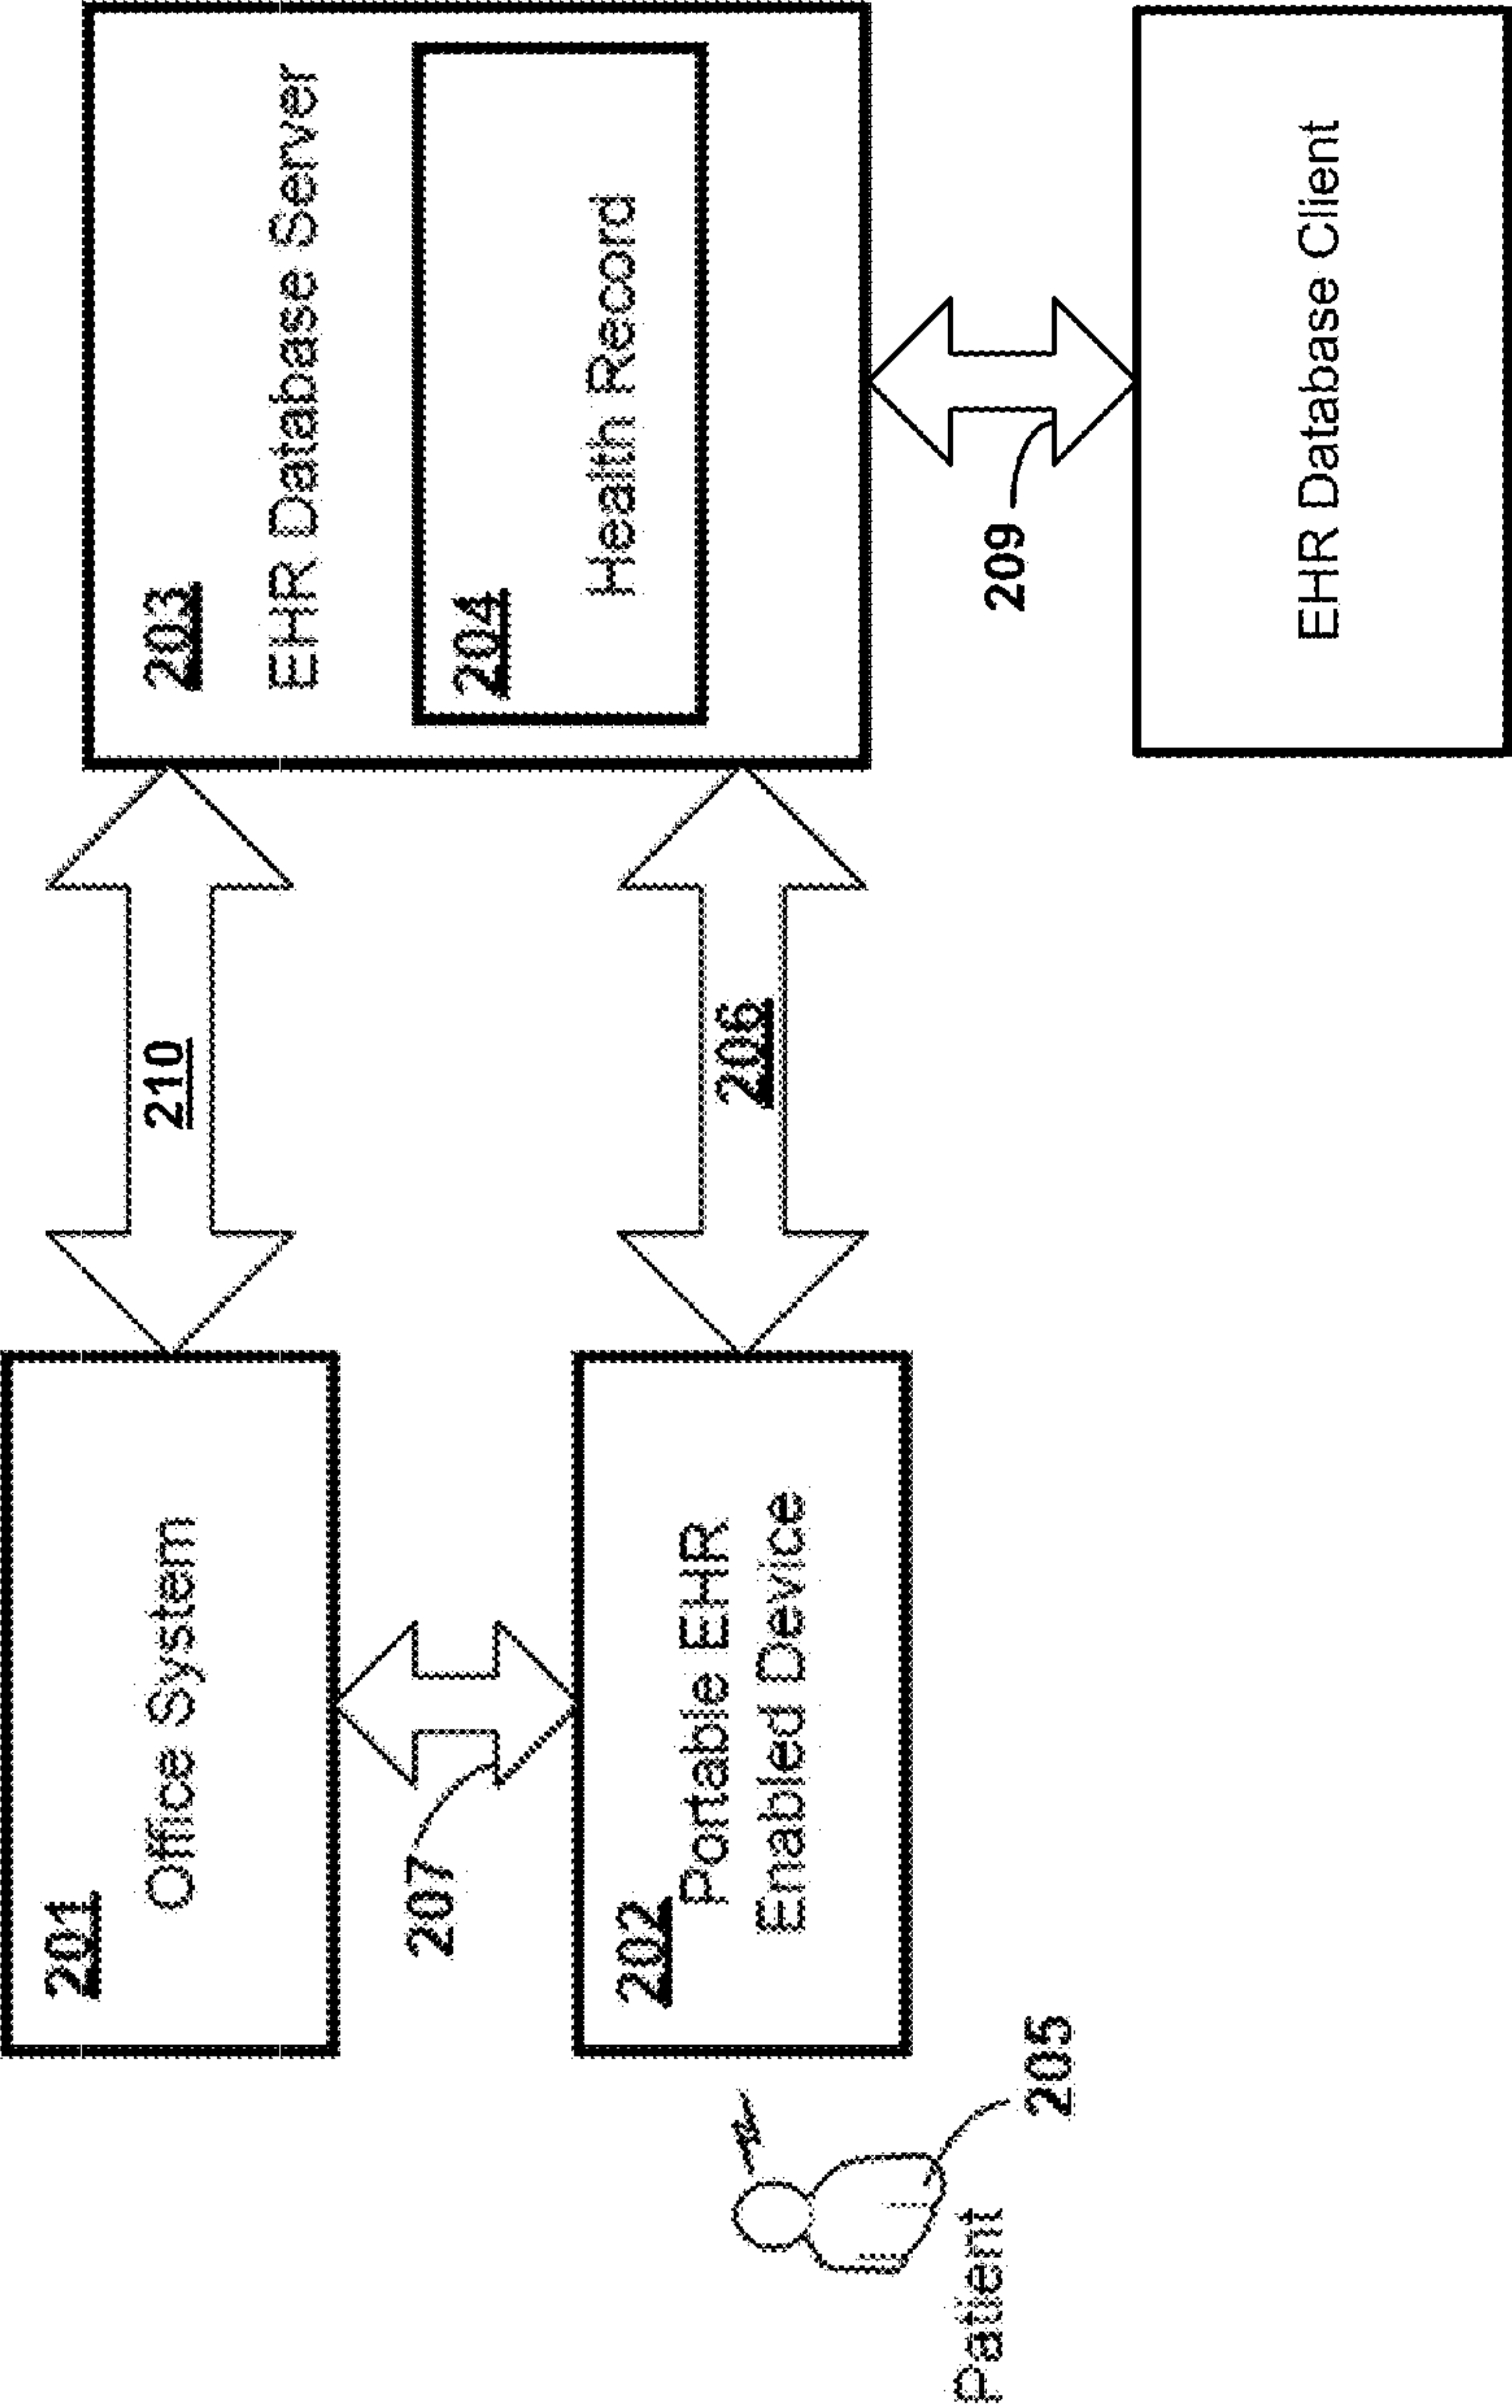 201
Office System
210
203
EHR Database Server
204
Health Record
207
202
Portable EHR
Enabled Device
206
209
205
Patient
EHR Database Client